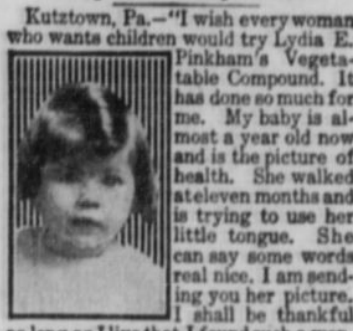 Kutztown, Pa.—"I wish every woman
who wants children would try Lydia E.
Pinkham's Vegeta-
table Compound. It
has done so much for
me. My baby is al-
most a year old now
and is the picture of
health. She walked
at eleven months and
is trying to use her
little tongue. She
can say some words
real nice. I am send-
ing you her picture.
I shall be thankful